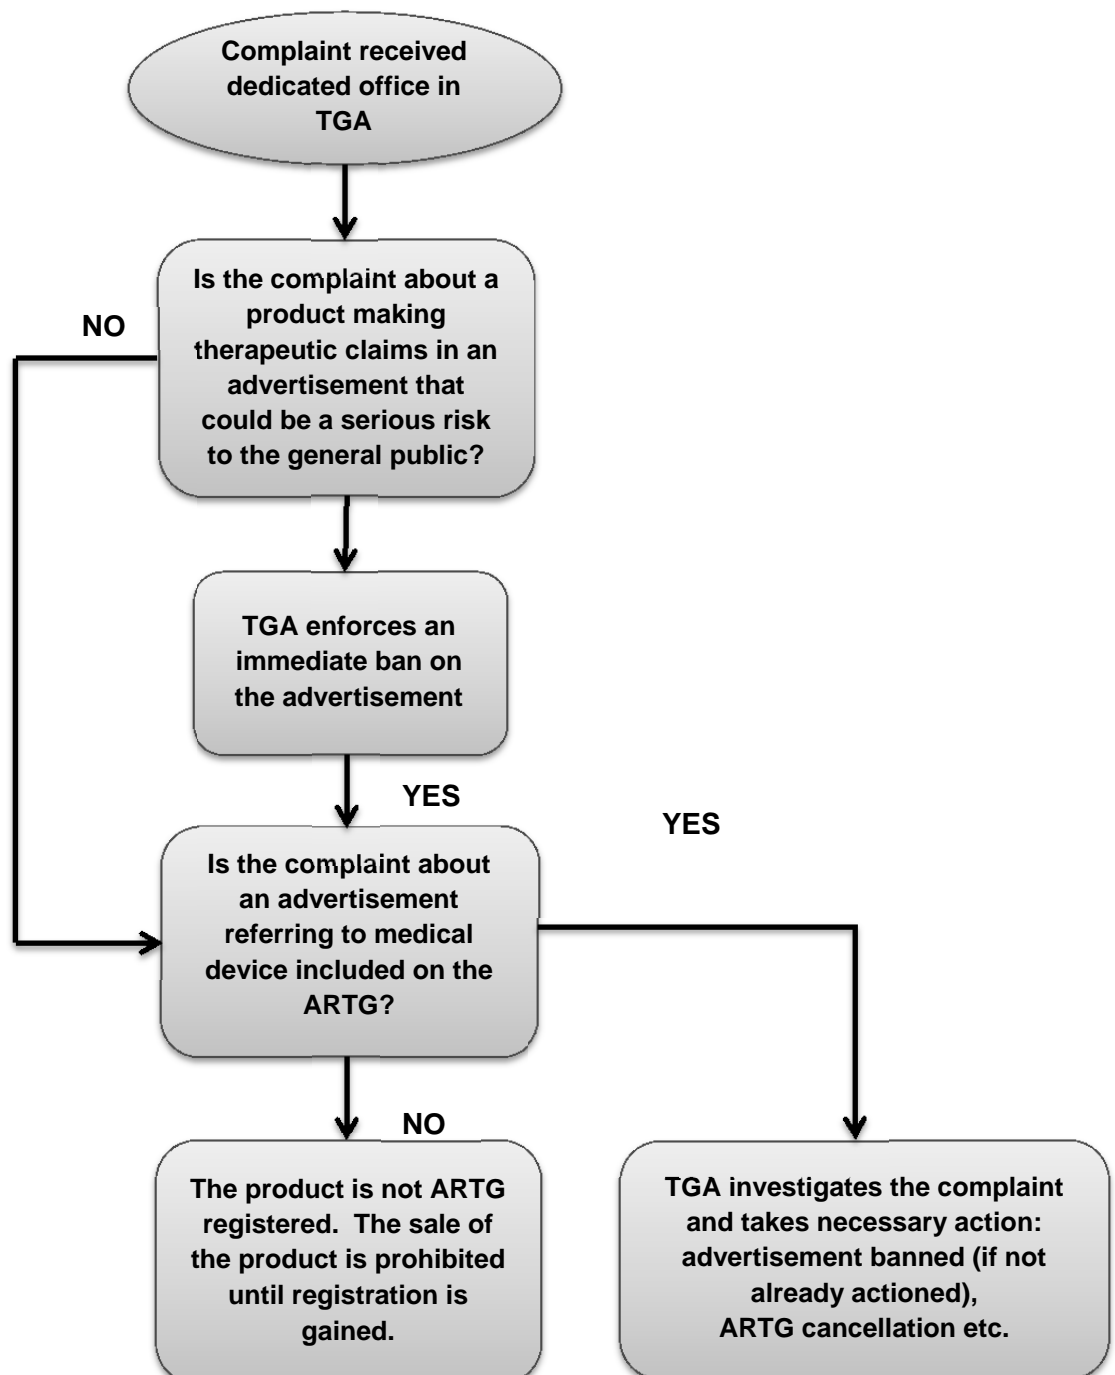 Complaint received
dedicated office in
TGA
Is the complaint about a
product making
therapeutic claims in an
advertisement that
could be a serious risk
to the general public?
NO
TGA enforces an
immediate ban on
the advertisement
YES
YES
Is the complaint about
an advertisement
referring to medical
device included on the
ARTG?
NO
The product is not ARTG
registered.  The sale of
the product is prohibited
until registration is
gained.
TGA investigates the complaint
and takes necessary action:
advertisement banned (if not
already actioned),
ARTG cancellation etc.